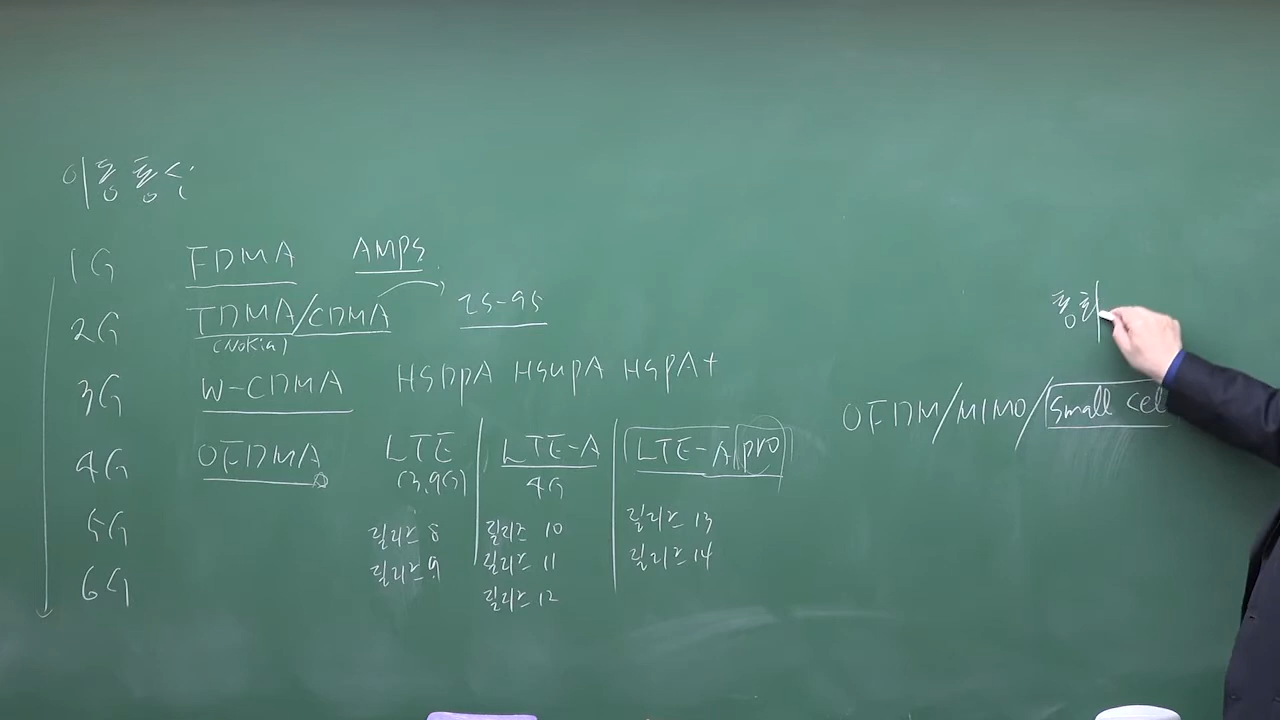 이동통신
1G FDMA AMPS
2G TDMA/CDMA IS-95
(Nokia)
3G W-CDMA HSDPA HSUPA HSPA+
통화
4G OFDMA LTE LTE-A LTE-A pro OFDM/MIMO/small cel
(3.9G) 4G
5G 릴리즈 8 릴리즈 10 릴리즈 13
릴리즈 9 릴리즈 11 릴리즈 14
6G 릴리즈 12